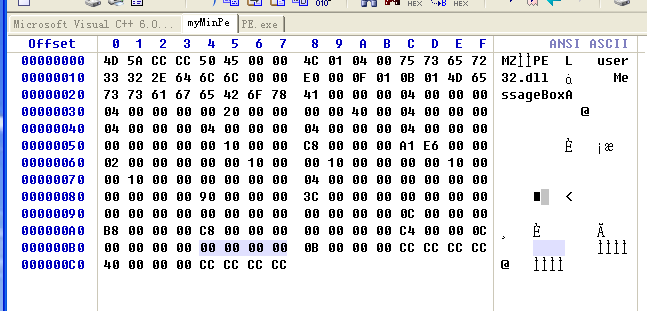 Microsoft Visual C++ 6.0... myMinPe PE.exe
Offset 0 1 2 3 4 5 6 7 8 9 A B C D E F ANSI ASCII
00000000 4D 5A CC CC 50 45 00 00 4C 01 04 00 75 73 65 72 MZÌÌPE L user
00000010 33 32 2E 64 6C 6C 00 00 E0 00 0F 01 0B 01 4D 65 32.dll à Me
00000020 73 73 61 67 65 42 6F 78 41 00 00 00 04 00 00 00 ssageBoxA
00000030 04 00 00 00 00 20 00 00 00 00 40 00 04 00 00 00 @
00000040 04 00 00 00 04 00 00 00 04 00 00 00 04 00 00 00
00000050 00 00 00 00 00 10 00 00 C8 00 00 00 A1 E6 00 00 È ¡æ
00000060 02 00 00 00 00 00 10 00 00 10 00 00 00 00 10 00
00000070 00 10 00 00 00 00 00 00 04 00 00 00 00 00 00 00
00000080 00 00 00 00 90 00 00 00 3C 00 00 00 00 00 00 00 <
00000090 00 00 00 00 00 00 00 00 00 00 00 00 0C 00 00 00
000000A0 B8 00 00 00 C8 00 00 00 00 00 00 00 C4 00 00 0C ¸ È Ä
000000B0 00 00 00 00 00 00 00 00 0B 00 00 00 CC CC CC CC ÌÌÌÌ
000000C0 40 00 00 00 CC CC CC CC @ ÌÌÌÌ